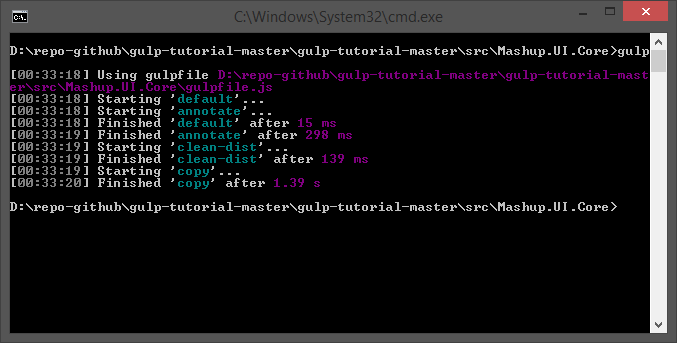 C:\Windows\System32\cmd.exe
D:\repo-github\gulp-tutorial-master\gulp-tutorial-master\src\Mashup.UI.Core>gulp
[00:33:18] Using gulpfile D:\repo-github\gulp-tutorial-master\gulp-tutorial-mast
er\src\Mashup.UI.Core\gulpfile.js
[00:33:18] Starting 'default'...
[00:33:18] Starting 'annotate'...
[00:33:18] Finished 'default' after 15 ms
[00:33:19] Finished 'annotate' after 298 ms
[00:33:19] Starting 'clean-dist'...
[00:33:19] Finished 'clean-dist' after 139 ms
[00:33:19] Starting 'copy'...
[00:33:20] Finished 'copy' after 1.39 s
D:\repo-github\gulp-tutorial-master\gulp-tutorial-master\src\Mashup.UI.Core>